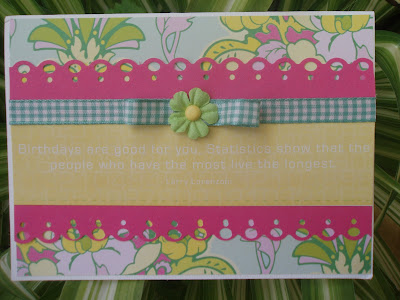 Birthdays are good for you. Statistics show that the
people who have the most live the longest.